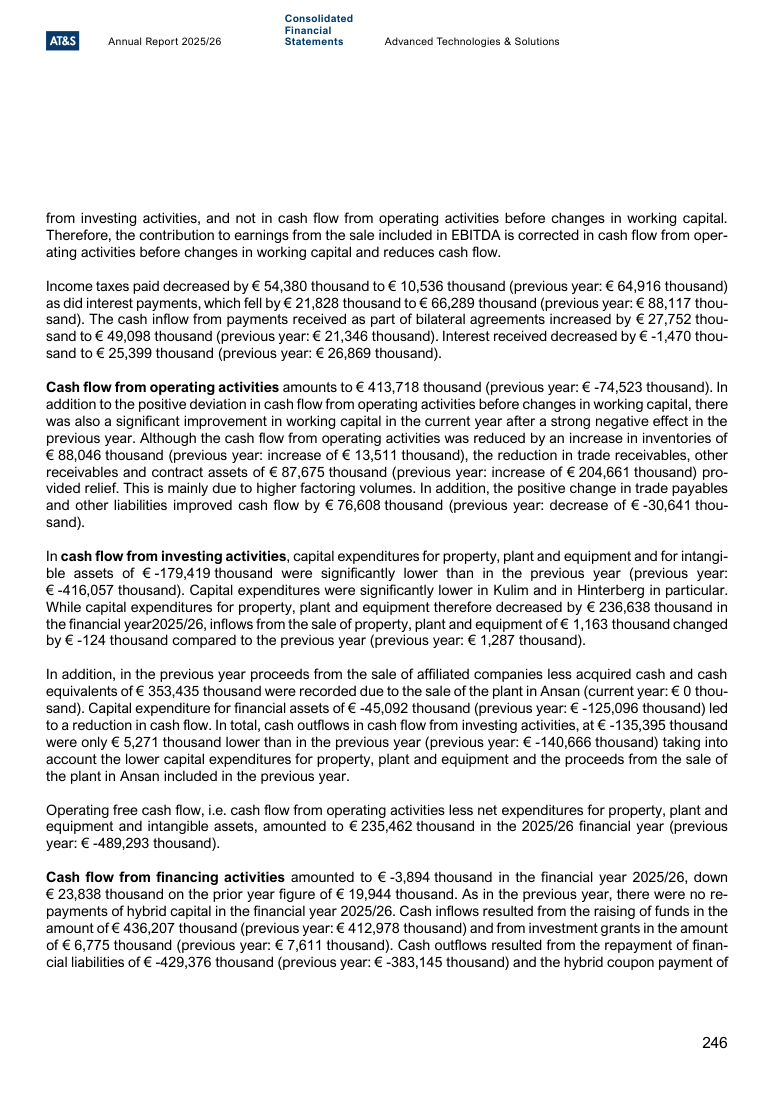 Consolidated
Financial
Statements
AT&S Annual Report 2025/26 Advanced Technologies & Solutions
from investing activities, and not in cash flow from operating activities before changes in working capital.
Therefore, the contribution to earnings from the sale included in EBITDA is corrected in cash flow from oper-
ating activities before changes in working capital and reduces cash flow.
Income taxes paid decreased by € 54,380 thousand to € 10,536 thousand (previous year: € 64,916 thousand)
as did interest payments, which fell by € 21,828 thousand to € 66,289 thousand (previous year: € 88,117 thou-
sand). The cash inflow from payments received as part of bilateral agreements increased by € 27,752 thou-
sand to € 49,098 thousand (previous year: € 21,346 thousand). Interest received decreased by € -1,470 thou-
sand to € 25,399 thousand (previous year: € 26,869 thousand).
Cash flow from operating activities amounts to € 413,718 thousand (previous year: € -74,523 thousand). In
addition to the positive deviation in cash flow from operating activities before changes in working capital, there
was also a significant improvement in working capital in the current year after a strong negative effect in the
previous year. Although the cash flow from operating activities was reduced by an increase in inventories of
€ 88,046 thousand (previous year: increase of € 13,511 thousand), the reduction in trade receivables, other
receivables and contract assets of € 87,675 thousand (previous year: increase of € 204,661 thousand) pro-
vided relief. This is mainly due to higher factoring volumes. In addition, the positive change in trade payables
and other liabilities improved cash flow by € 76,608 thousand (previous year: decrease of € -30,641 thou-
sand).
In cash flow from investing activities, capital expenditures for property, plant and equipment and for intangi-
ble assets of € -179,419 thousand were significantly lower than in the previous year (previous year:
€ -416,057 thousand). Capital expenditures were significantly lower in Kulim and in Hinterberg in particular.
While capital expenditures for property, plant and equipment therefore decreased by € 236,638 thousand in
the financial year2025/26, inflows from the sale of property, plant and equipment of € 1,163 thousand changed
by € -124 thousand compared to the previous year (previous year: € 1,287 thousand).
In addition, in the previous year proceeds from the sale of affiliated companies less acquired cash and cash
equivalents of € 353,435 thousand were recorded due to the sale of the plant in Ansan (current year: € 0 thou-
sand). Capital expenditure for financial assets of € -45,092 thousand (previous year: € -125,096 thousand) led
to a reduction in cash flow. In total, cash outflows in cash flow from investing activities, at € -135,395 thousand
were only € 5,271 thousand lower than in the previous year (previous year: € -140,666 thousand) taking into
account the lower capital expenditures for property, plant and equipment and the proceeds from the sale of
the plant in Ansan included in the previous year.
Operating free cash flow, i.e. cash flow from operating activities less net expenditures for property, plant and
equipment and intangible assets, amounted to € 235,462 thousand in the 2025/26 financial year (previous
year: € -489,293 thousand).
Cash flow from financing activities amounted to € -3,894 thousand in the financial year 2025/26, down
€ 23,838 thousand on the prior year figure of € 19,944 thousand. As in the previous year, there were no re-
payments of hybrid capital in the financial year 2025/26. Cash inflows resulted from the raising of funds in the
amount of € 436,207 thousand (previous year: € 412,978 thousand) and from investment grants in the amount
of € 6,775 thousand (previous year: € 7,611 thousand). Cash outflows resulted from the repayment of finan-
cial liabilities of € -429,376 thousand (previous year: € -383,145 thousand) and the hybrid coupon payment of
246